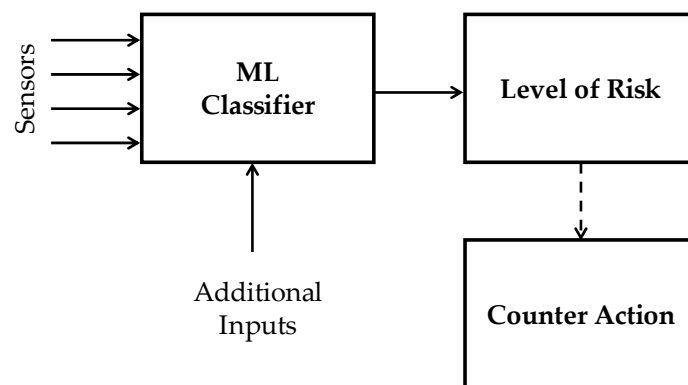 Sensors
ML
Classifier
Level of Risk
Additional
Inputs
Counter Action